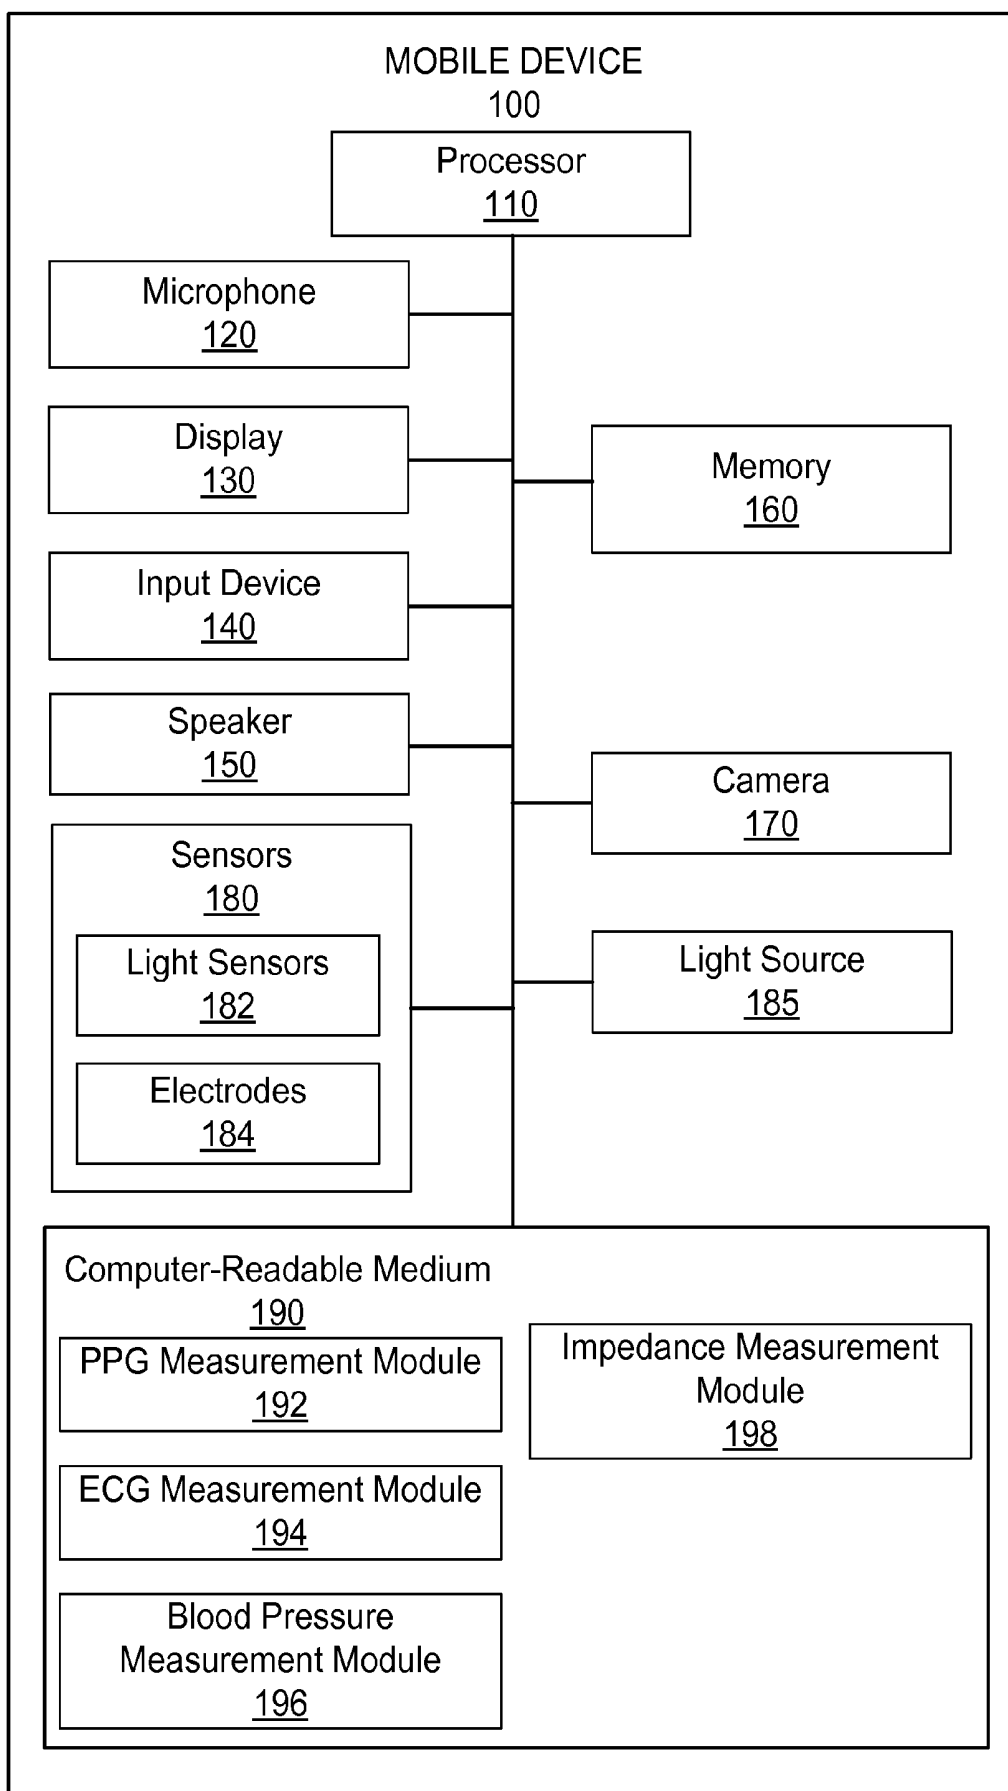 MOBILE DEVICE
100
Processor
110
Microphone
120
Display
130
Memory
160
Input Device
140
Speaker
150
Camera
170
Sensors
180
Light Sensors
182
Light Source
185
Electrodes
184
Computer-Readable Medium
190
PPG Measurement Module
192
Impedance Measurement
Module
198
ECG Measurement Module
194
Blood Pressure
Measurement Module
196